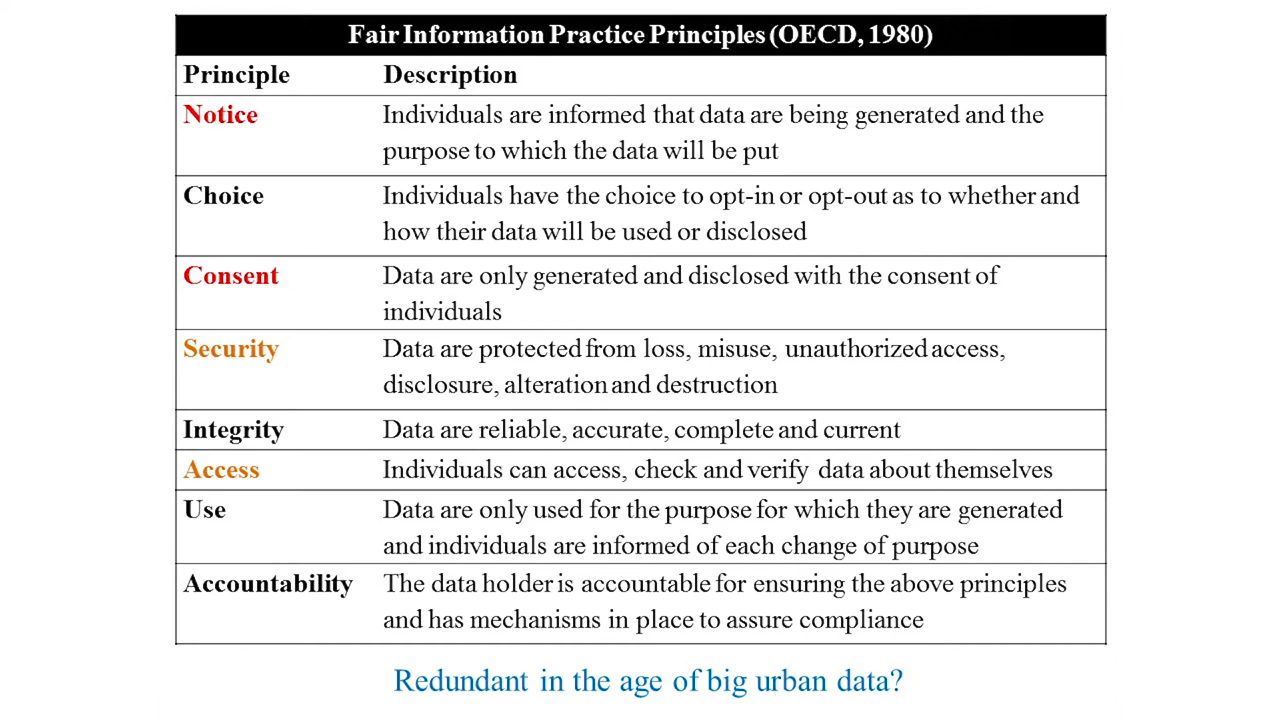 Fair Information Practice Principles (OECD, 1980)
Principle Description
Notice Individuals are informed that data are being generated and the
purpose to which the data will be put
Choice Individuals have the choice to opt-in or opt-out as to whether and
how their data will be used or disclosed
Consent Data are only generated and disclosed with the consent of
individuals
Security Data are protected from loss, misuse, unauthorized access,
disclosure, alteration and destruction
Integrity Data are reliable, accurate, complete and current
Access Individuals can access, check and verify data about themselves
Use Data are only used for the purpose for which they are generated
and individuals are informed of each change of purpose
Accountability The data holder is accountable for ensuring the above principles
and has mechanisms in place to assure compliance
Redundant in the age of big urban data?